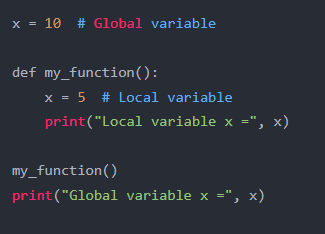 x = 10  # Global variable

def my_function():
    x = 5  # Local variable
    print("Local variable x =", x)

my_function()
print("Global variable x =", x)